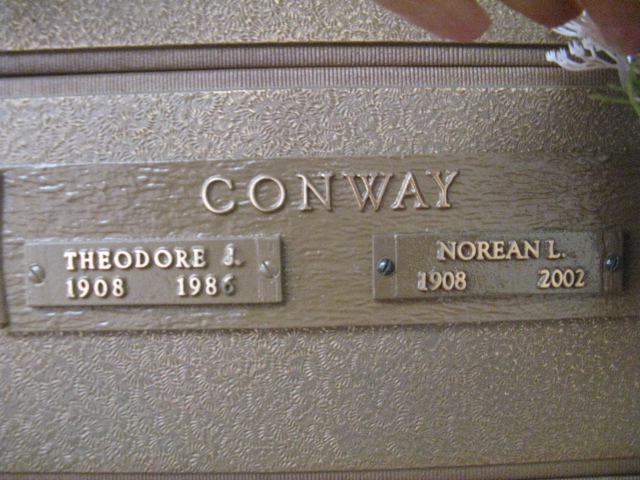 CONWAY
THEODORE J.
1908 1986
NOREAN L.
1908 2002